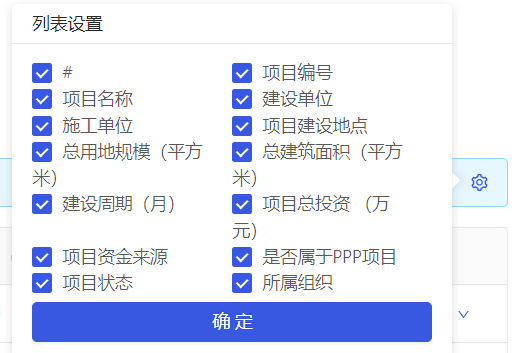 列表设置
# 项目编号
项目名称 建设单位
施工单位 项目建设地点
总用地规模（平方 总建筑面积（平方
米） 米）
建设周期（月） 项目总投资 （万
元）
项目资金来源 是否属于PPP项目
项目状态 所属组织
确 定